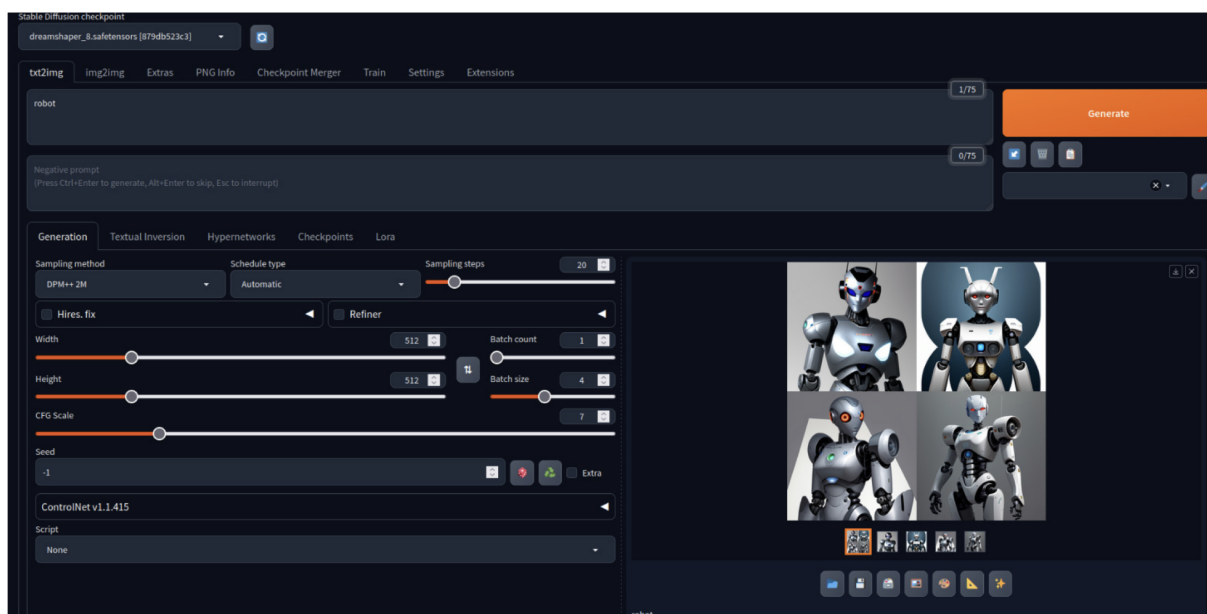 Stable Diffusion checkpoint
dreamshaper_8.safetensors [879db523c3]
txt2img img2img Extras PNG Info Checkpoint Merger Train Settings Extensions
1/75
robot
Generate
0/75
Negative prompt
(Press Ctrl+Enter to generate, Alt+Enter to skip, Esc to interrupt)
Generation Textual Inversion Hypernetworks Checkpoints Lora
Sampling method Schedule type Sampling steps 20
DPM++ 2M Automatic
Hires. fix Refiner
Width 512 Batch count 1
Height 512 Batch size 4
CFG Scale 7
Seed
-1 Extra
ControlNet v1.1.415
Script
None
robot